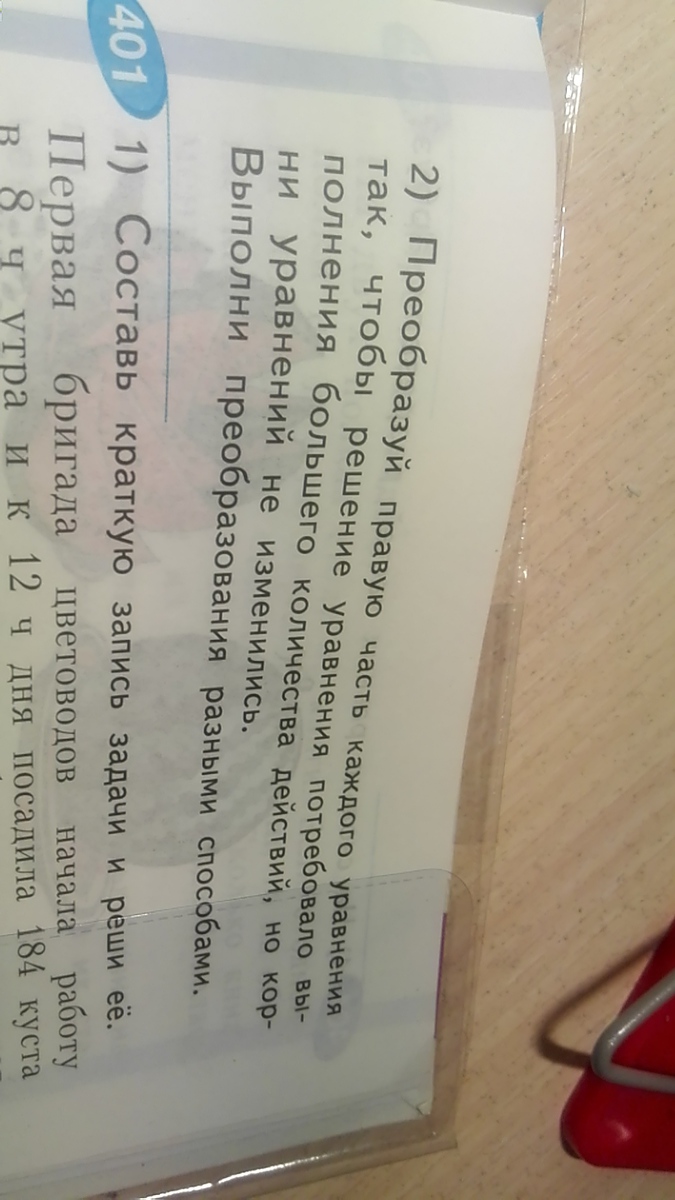 2) Преобразуй правую часть каждого уравнения
так, чтобы решение уравнения потребовало вы-
полнения большего количества действий, но кор-
ни уравнений не изменились.
Выполни преобразования разными способами.
401 1) Составь краткую запись задачи и реши её.
Первая бригада цветоводов начала работу
в 8 ч утра и к 12 ч дня посадила 184 куста